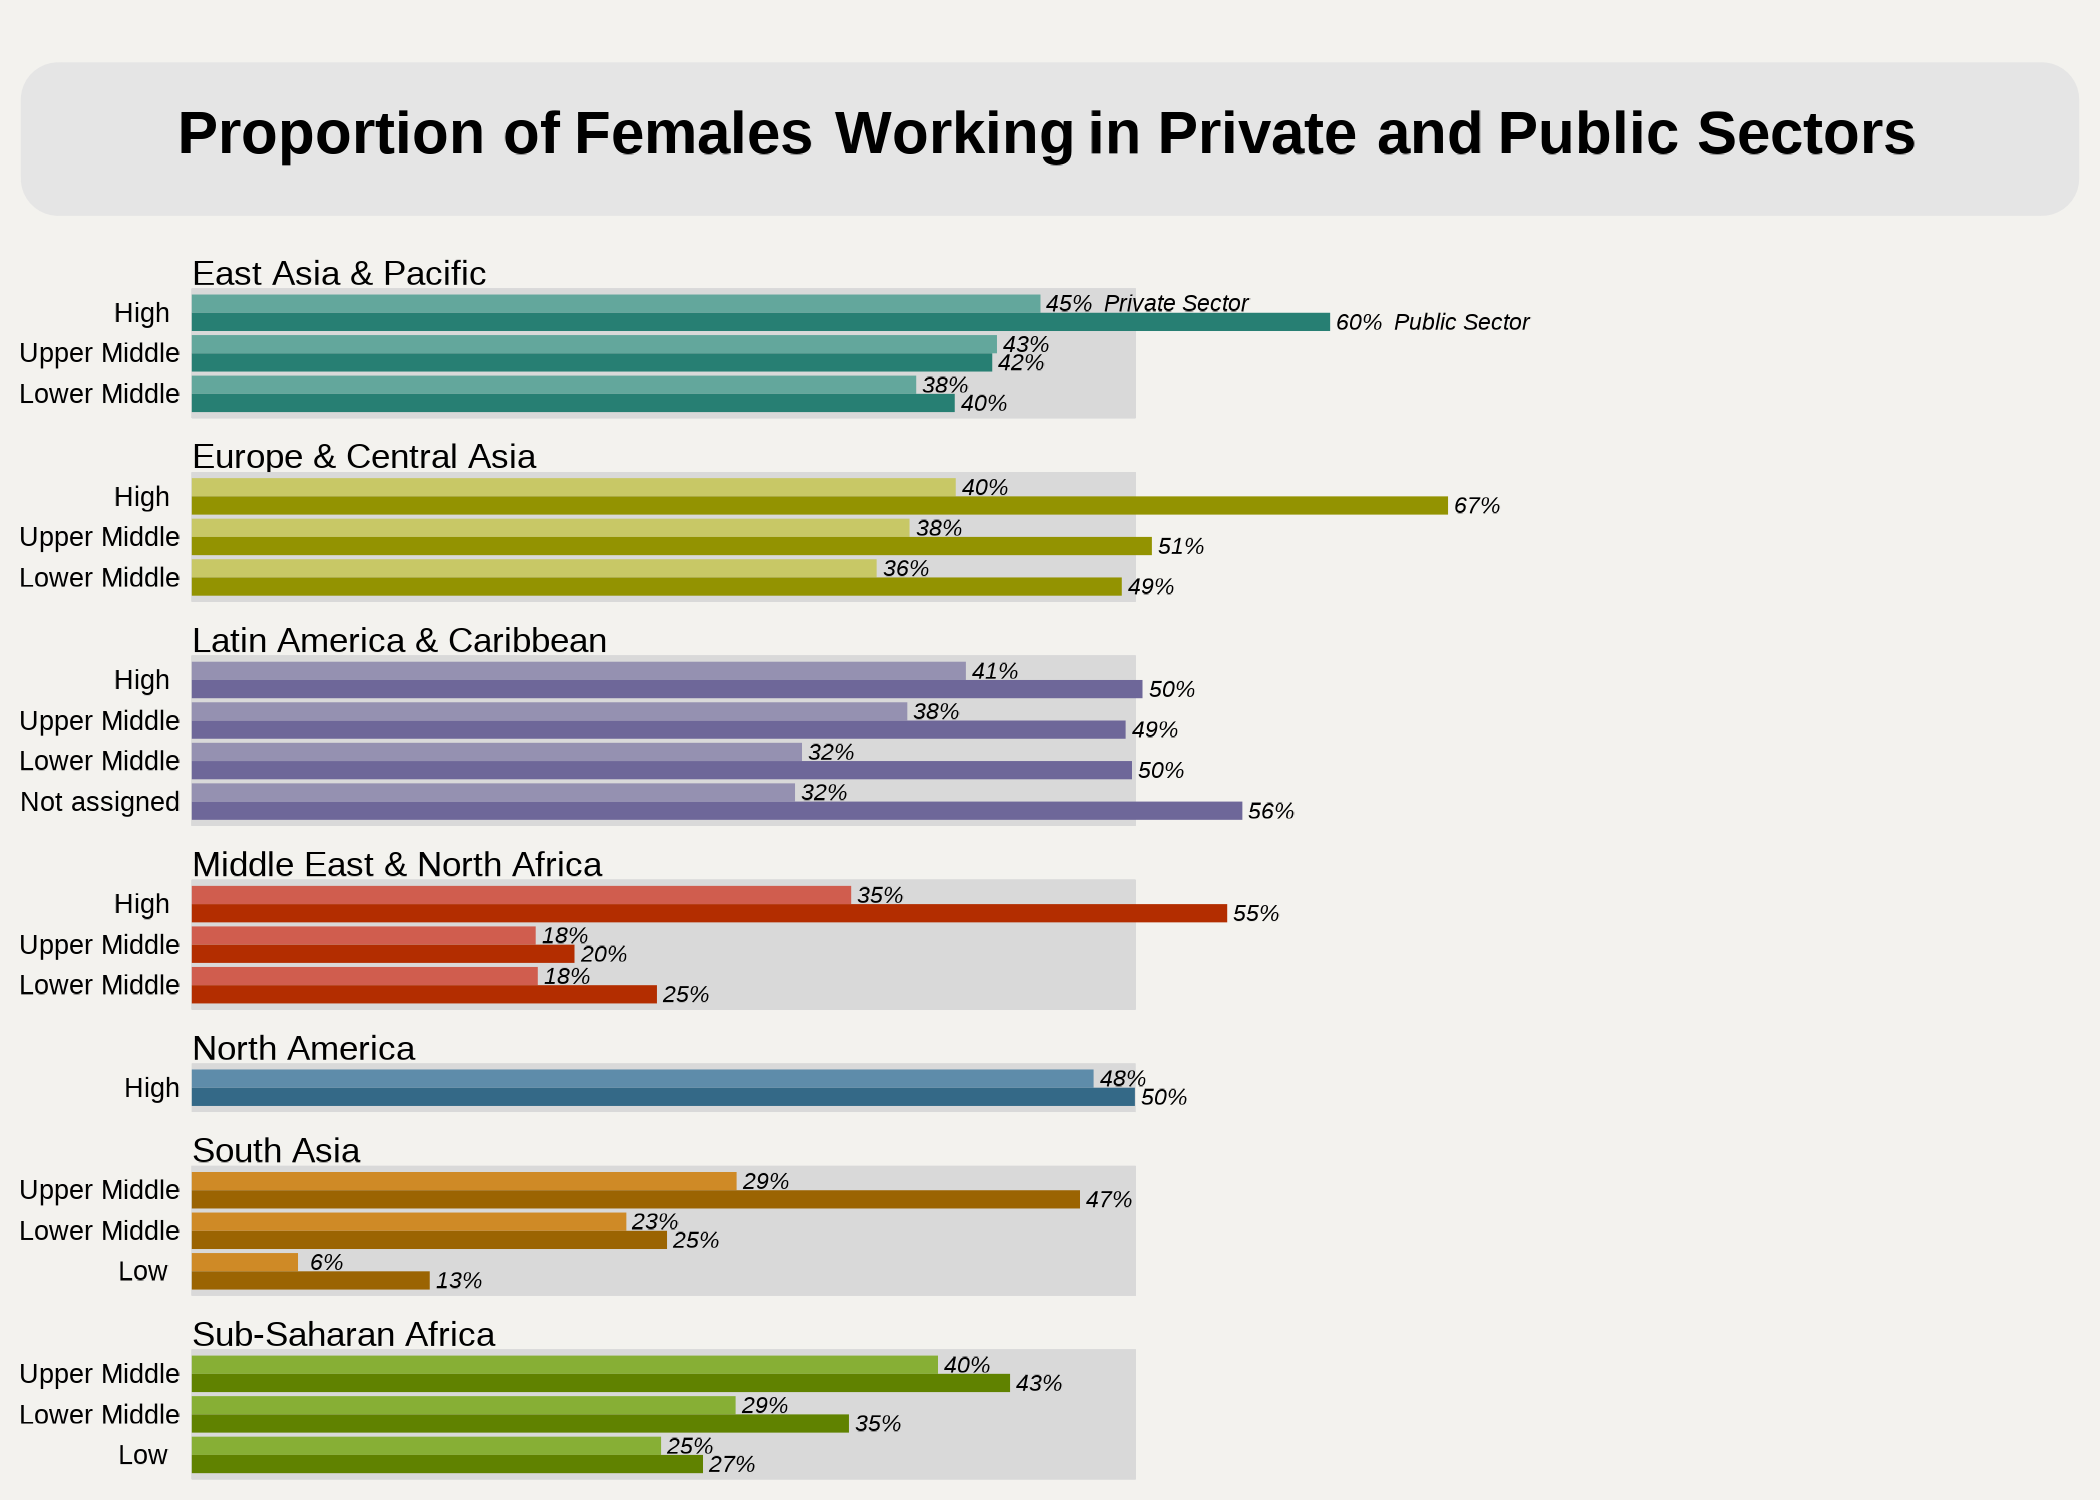 Proportion of Females Working in Private and Public Sectors
East Asia & Pacific
High 45% Private Sector
60% Public Sector
Upper Middle 43%
42%
Lower Middle 38%
40%
Europe & Central Asia
High 40%
67%
Upper Middle 38%
51%
Lower Middle 36%
49%
Latin America & Caribbean
High 41%
50%
Upper Middle 38%
49%
Lower Middle 32%
50%
Not assigned 32%
56%
Middle East & North Africa
High 35%
55%
Upper Middle 18%
20%
Lower Middle 18%
25%
North America
High 48%
50%
South Asia
Upper Middle 29%
47%
Lower Middle 23%
25%
Low 6%
13%
Sub-Saharan Africa
Upper Middle 40%
43%
Lower Middle 29%
35%
Low 25%
27%